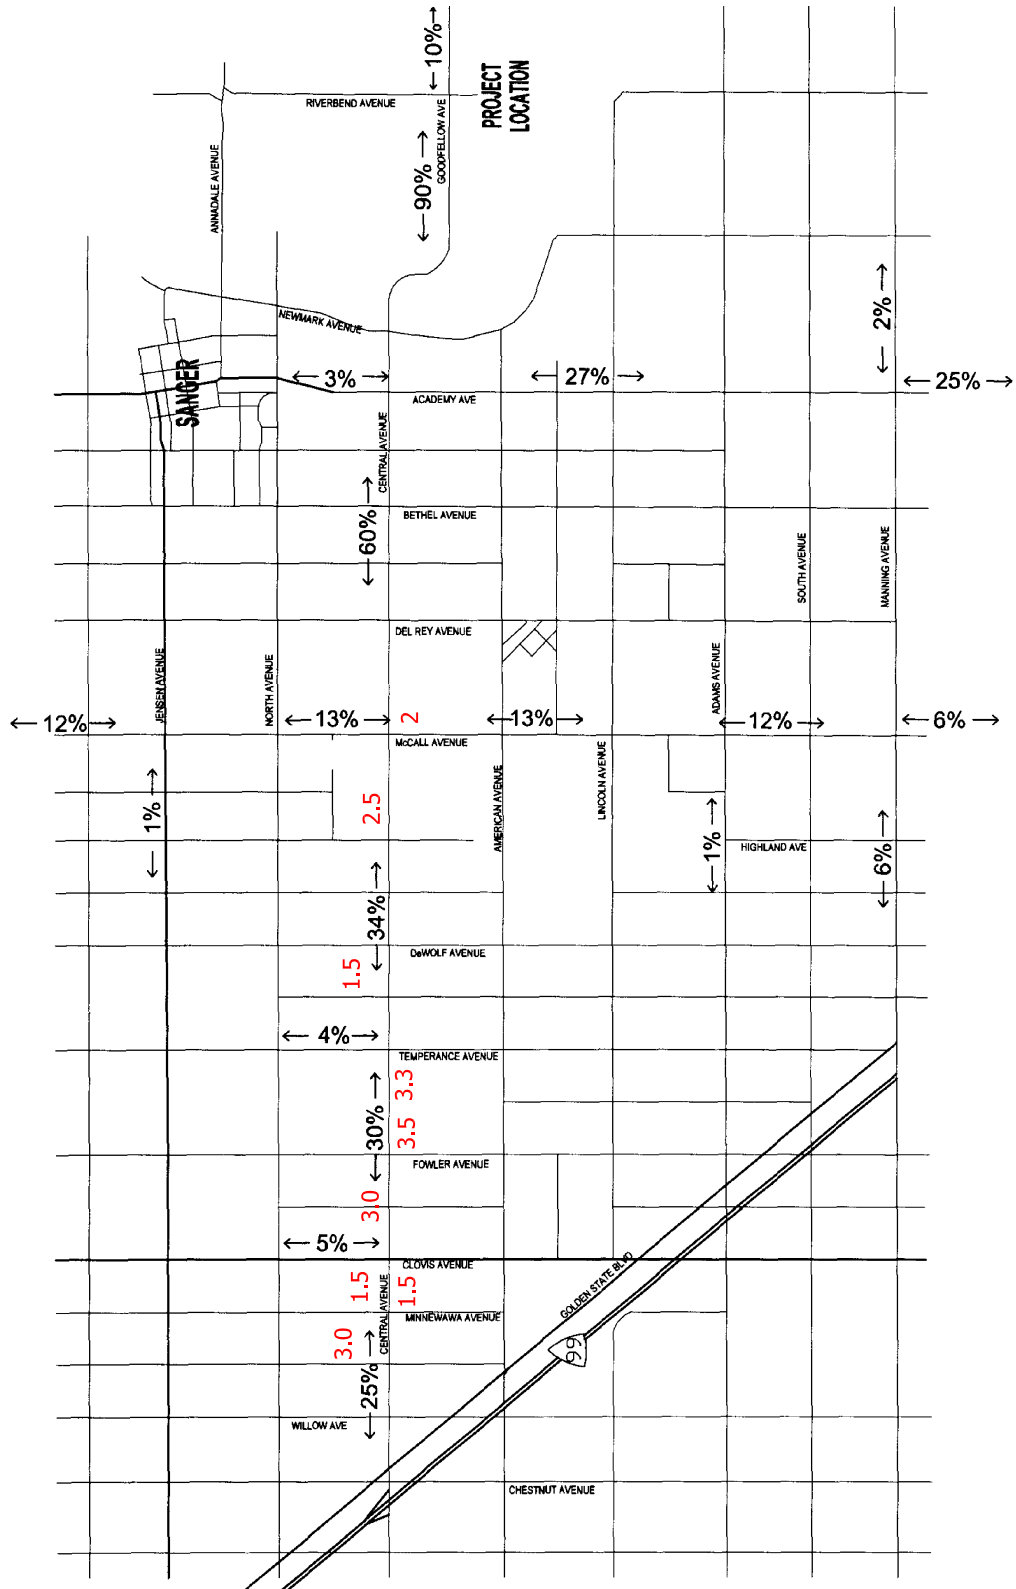 10%
RIVERBEND AVENUE
PROJECT
LOCATION
GOODFELLOW AVE
90%
ANNADALE AVENUE
NEWMARK AVENUE
2%
SANGER
3%
27%
25%
ACADEMY AVE
CENTRAL AVENUE
BETHEL AVENUE
60%
SOUTH AVENUE
MANNING AVENUE
DEL REY AVENUE
JENSEN AVENUE
NORTH AVENUE
ADAMS AVENUE
12%
13%
2
13%
12%
6%
McCALL AVENUE
1%
2.5
AMERICAN AVENUE
LINCOLN AVENUE
1%
HIGHLAND AVE
6%
34%
DeWOLF AVENUE
1.5
4%
TEMPERANCE AVENUE
3.3
30%
3.5
FOWLER AVENUE
3.0
5%
CLOVIS AVENUE
GOLDEN STATE BLVD
1.5
CENTRAL AVENUE
1.5
MINNEWAWA AVENUE
3.0
99
25%
WILLOW AVE
CHESTNUT AVENUE